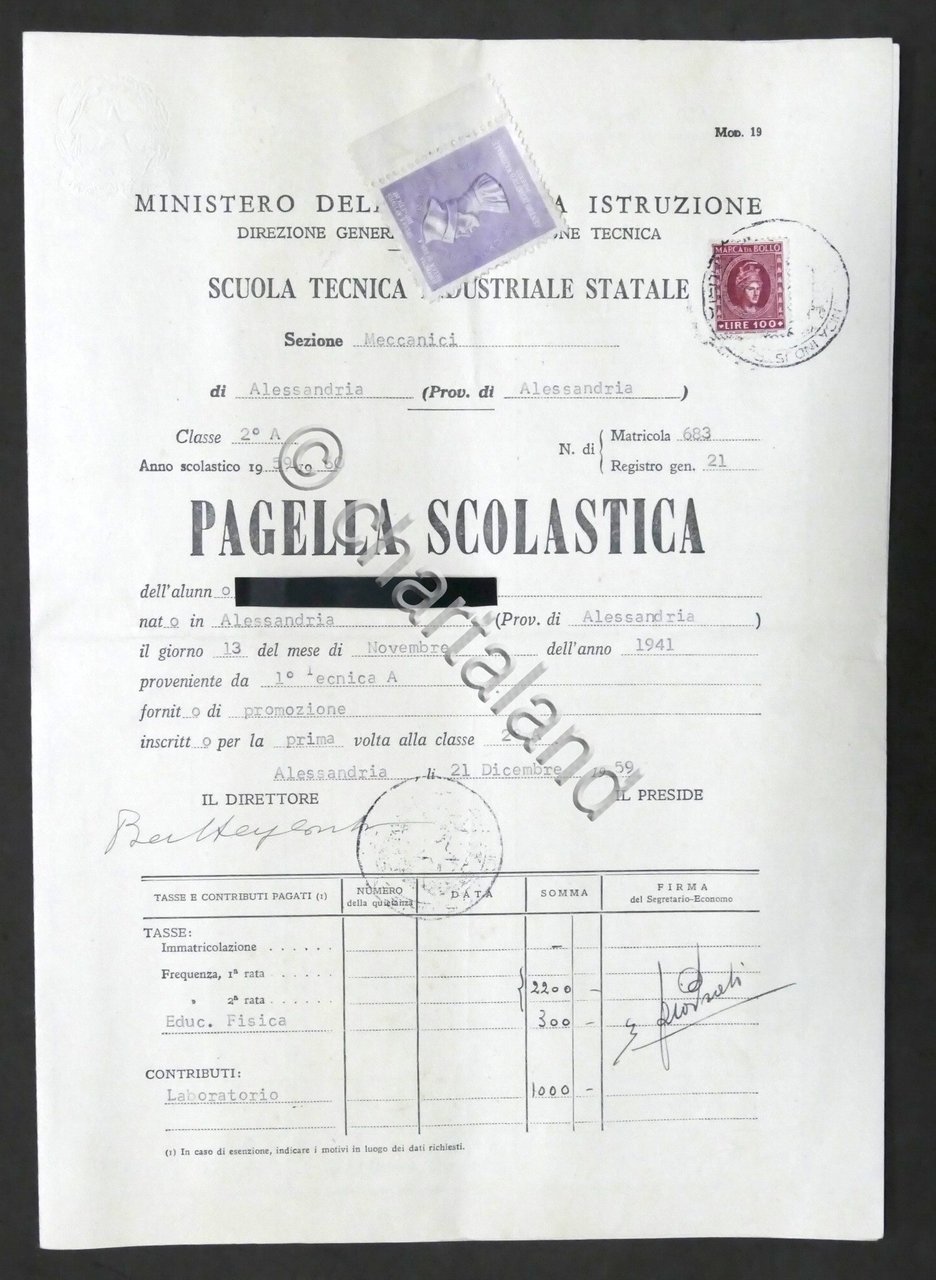 Mod. 19
MINISTERO DEL A ISTRUZIONE
DIREZIONE GENER ONE TECNICA
SCUOLA TECNICA INDUSTRIALE STATALE
MARCA DA BOLLO
LIRE 100
Sezione Meccanici
di Alessandria (Prov. di Alessandria )
Classe 2° A
Anno scolastico 19 59 60
N. di { Matricola 683
Registro gen. 21
PAGELLA SCOLASTICA
dell'alunn o
nat o in Alessandria (Prov. di Alessandria )
il giorno 13 del mese di Novembre dell'anno 1941
proveniente da 1° Tecnica A
fornit o di promozione
inscritt o per la prima volta alla classe 2
Alessandria , li 21 Dicembre 1959
IL DIRETTORE IL PRESIDE
TASSE E CONTRIBUTI PAGATI (1) NUMERO della quietanza DATA SOMMA FIRMA del Segretario-Economo
TASSE:
Immatricolazione . . . . . . –
Frequenza, 1ª rata . . . . . .
» 2ª rata . . . . . . 2200 –
Educ. Fisica 300 –
CONTRIBUTI:
Laboratorio 1000 –
(1) In caso di esenzione, indicare i motivi in luogo dei dati richiesti.
© chartaland